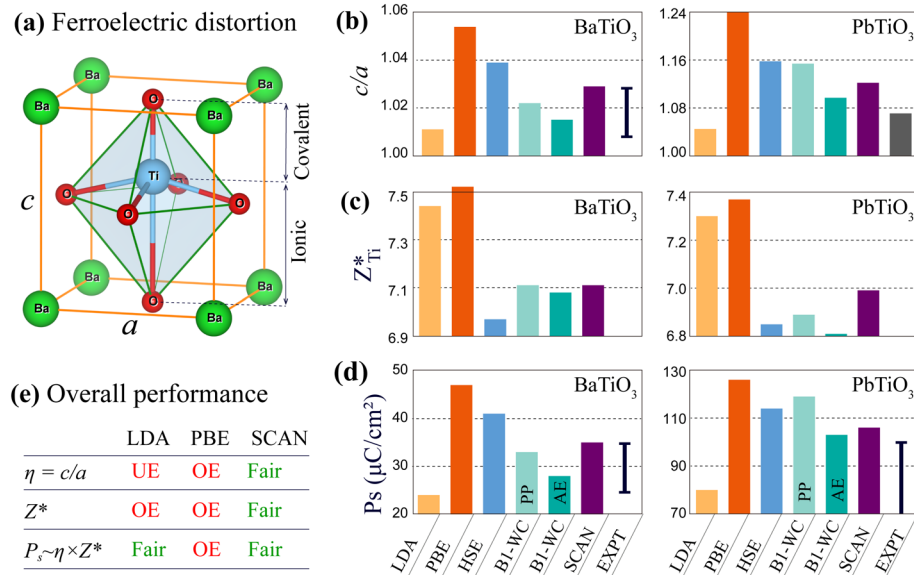 (a) Ferroelectric distortion
Ba
Ba
Ba
Ba
O
Ti
O
O
O
O
Ba
Ba
Ba
Ba
O
c
a
Covalent
Ionic
(b)
BaTiO₃
PbTiO₃
c/a
1.06
1.04
1.02
1.00
1.24
1.16
1.08
1.00
(c)
BaTiO₃
PbTiO₃
Z*Ti
7.5
7.3
7.1
6.9
7.4
7.2
7.0
6.8
(d)
BaTiO₃
PbTiO₃
Ps (μC/cm²)
50
40
30
20
130
110
90
70
PP
AE
PP
AE
LDA
PBE
HSE
B1-WC
B1-WC
SCAN
EXPT
LDA
PBE
HSE
B1-WC
B1-WC
SCAN
EXPT
(e) Overall performance
LDA PBE SCAN
η = c/a UE OE Fair
Z* OE OE Fair
Pₛ~η×Z* Fair OE Fair